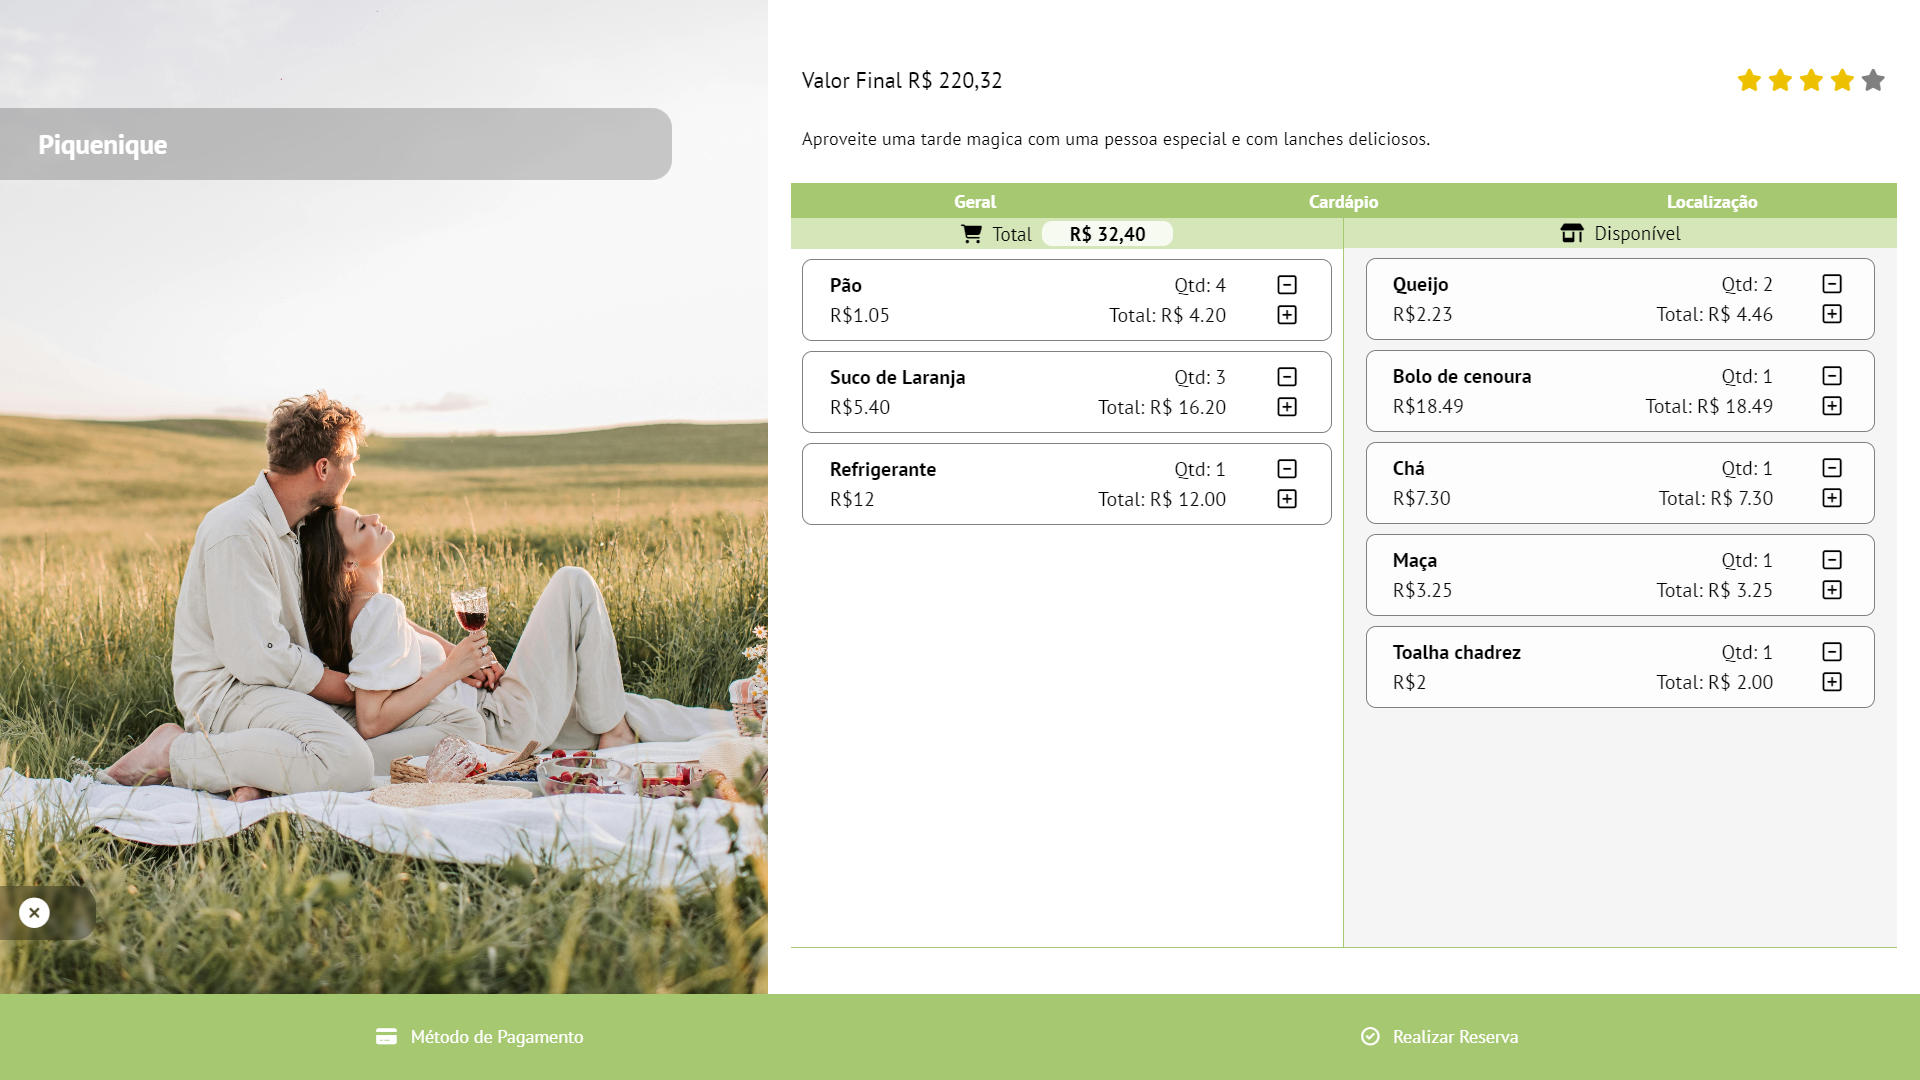 Piquenique
Valor Final R$ 220,32
Aproveite uma tarde magica com uma pessoa especial e com lanches deliciosos.
Geral
Cardápio
Localização
Total R$ 32,40
Pão Qtd: 4
R$1.05 Total: R$ 4.20
Suco de Laranja Qtd: 3
R$5.40 Total: R$ 16.20
Refrigerante Qtd: 1
R$12 Total: R$ 12.00
Disponível
Queijo Qtd: 2
R$2.23 Total: R$ 4.46
Bolo de cenoura Qtd: 1
R$18.49 Total: R$ 18.49
Chá Qtd: 1
R$7.30 Total: R$ 7.30
Maça Qtd: 1
R$3.25 Total: R$ 3.25
Toalha chadrez Qtd: 1
R$2 Total: R$ 2.00
Método de Pagamento
Realizar Reserva